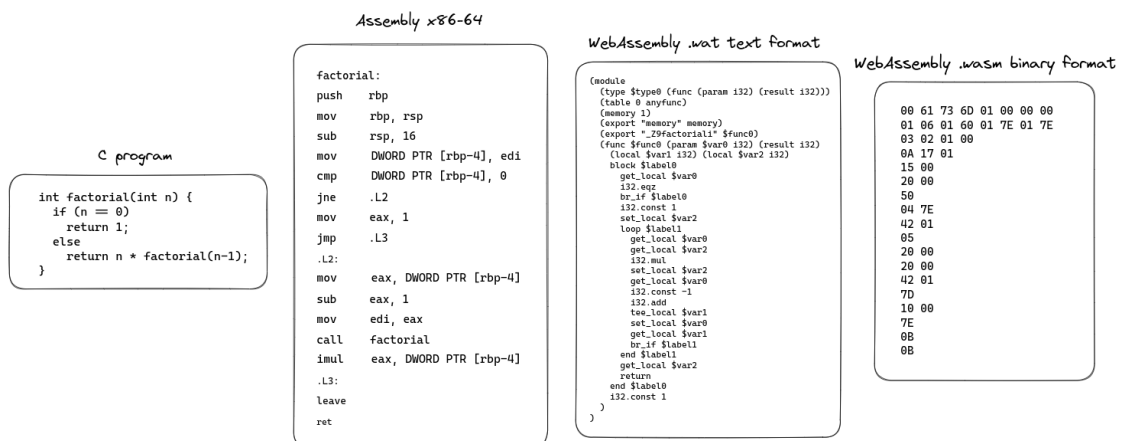 C program
int factorial(int n) {
if (n == 0)
return 1;
else
return n * factorial(n-1);
}
Assembly x86-64
factorial:
push rbp
mov rbp, rsp
sub rsp, 16
mov DWORD PTR [rbp-4], edi
cmp DWORD PTR [rbp-4], 0
jne .L2
mov eax, 1
jmp .L3
.L2:
mov eax, DWORD PTR [rbp-4]
sub eax, 1
mov edi, eax
call factorial
imul eax, DWORD PTR [rbp-4]
.L3:
leave
ret
WebAssembly .wat text format
(module
(type $type0 (func (param i32) (result i32)))
(table 0 anyfunc)
(memory 1)
(export "memory" memory)
(export "_Z9factoriali" $func0)
(func $func0 (param $var0 i32) (result i32)
(local $var1 i32) (local $var2 i32)
block $label0
get_local $var0
i32.eqz
br_if $label0
i32.const 1
set_local $var2
loop $label1
get_local $var0
get_local $var2
i32.mul
set_local $var2
get_local $var0
i32.const -1
i32.add
tee_local $var1
set_local $var0
get_local $var1
br_if $label1
end $label1
get_local $var2
return
end $label0
i32.const 1
)
)
WebAssembly .wasm binary format
00 61 73 6D 01 00 00 00
01 06 01 60 01 7E 01 7E
03 02 01 00
0A 17 01
15 00
20 00
50
04 7E
42 01
05
20 00
20 00
42 01
7D
10 00
7E
0B
0B